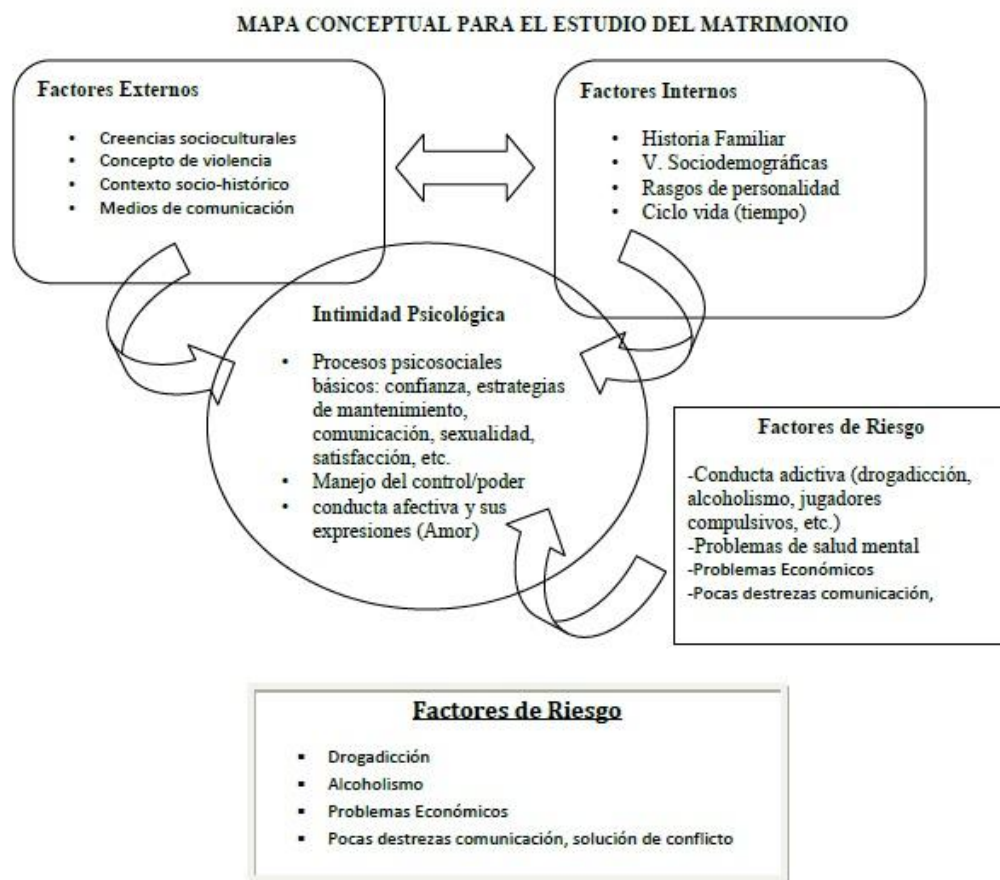 MAPA CONCEPTUAL PARA EL ESTUDIO DEL MATRIMONIO
Factores Externos
• Creencias socioculturales
• Concepto de violencia
• Contexto socio-histórico
• Medios de comunicación
Factores Internos
• Historia Familiar
• V. Sociodemográficas
• Rasgos de personalidad
• Ciclo vida (tiempo)
Intimidad Psicológica
• Procesos psicosociales
básicos: confianza, estrategias
de mantenimiento,
comunicación, sexualidad,
satisfacción, etc.
• Manejo del control/poder
• conducta afectiva y sus
expresiones (Amor)
Factores de Riesgo
-Conducta adictiva (drogadicción,
alcoholismo, jugadores
compulsivos, etc.)
-Problemas de salud mental
-Problemas Económicos
-Pocas destrezas comunicación,
Factores de Riesgo
▪ Drogadicción
▪ Alcoholismo
▪ Problemas Económicos
▪ Pocas destrezas comunicación, solución de conflicto